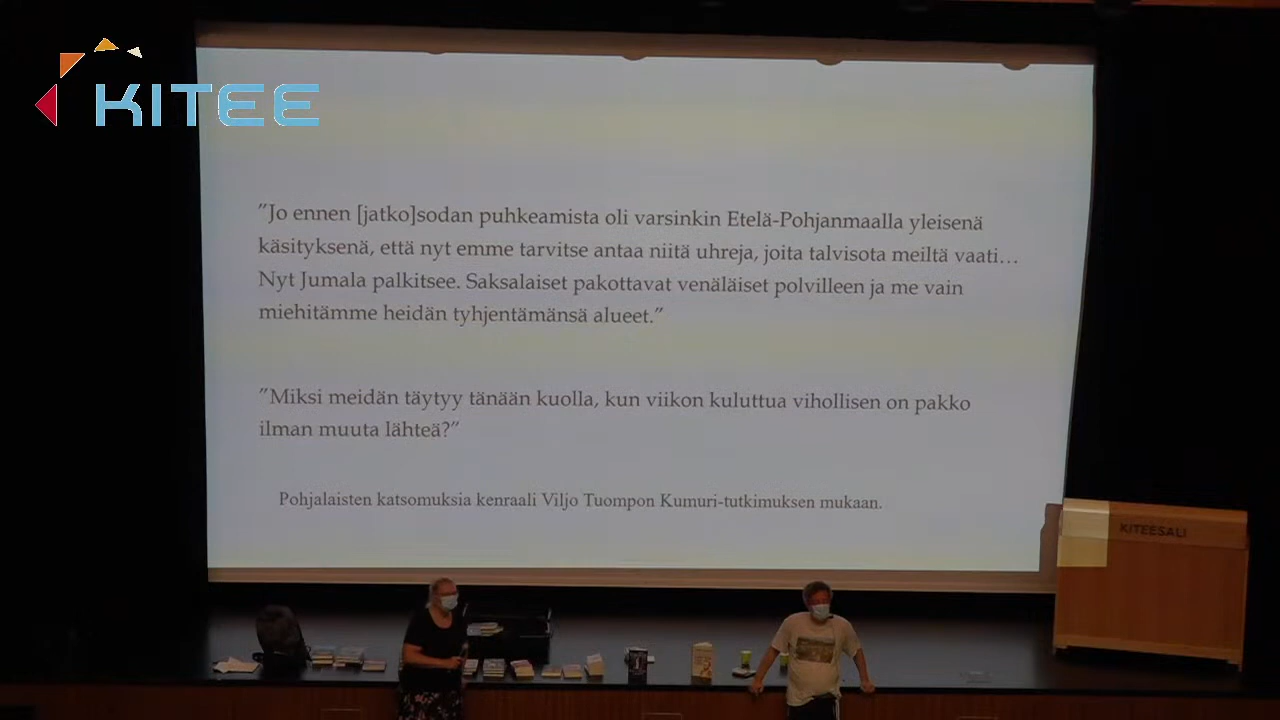 KITEE
”Jo ennen [jatko]sodan puhkeamista oli varsinkin Etelä-Pohjanmaalla yleisenä
käsityksenä, että nyt emme tarvitse antaa niitä uhreja, joita talvisota meiltä vaati…
Nyt Jumala palkitsee. Saksalaiset pakottavat venäläiset polvilleen ja me vain
miehitämme heidän tyhjentämänsä alueet.”
”Miksi meidän täytyy tänään kuolla, kun viikon kuluttua vihollisen on pakko
ilman muuta lähteä?”
Pohjalaisten katsomuksia kenraali Viljo Tuompon Kumuri-tutkimuksen mukaan.
KITEESALI